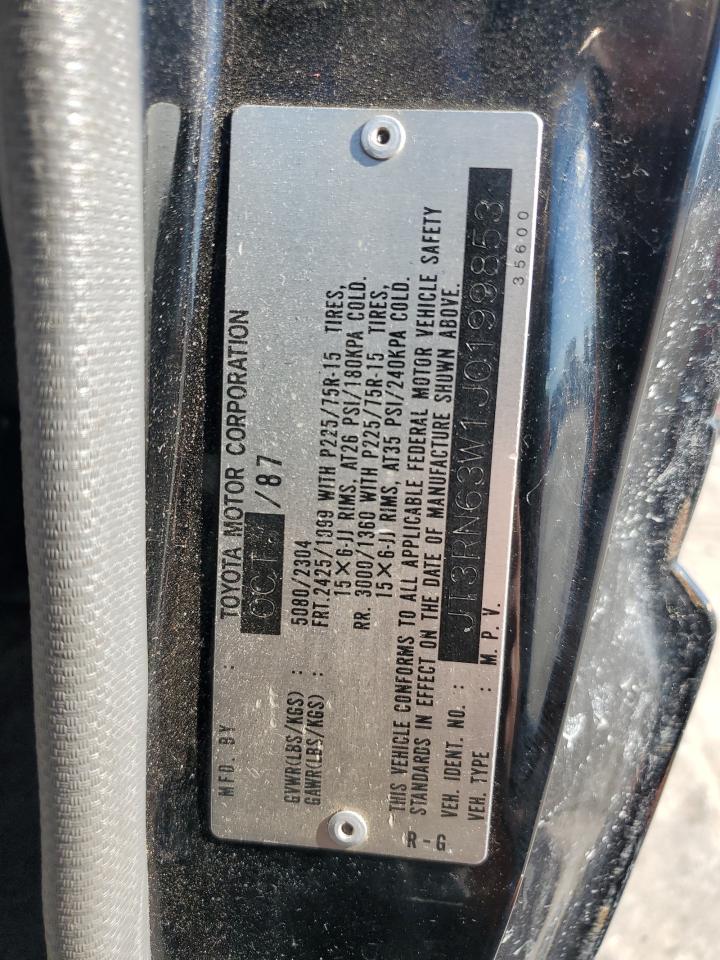 MFD. BY : TOYOTA MOTOR CORPORATION
OCT. /87
GVWR(LBS/KGS) : 5080/2304
GAWR(LBS/KGS) : FRT.2425/1099 WITH P225/75R-15 TIRES,
15×6-JJ RIMS, AT26 PSI/180KPA COLD.
RR. 3000/1360 WITH P225/75R-15 TIRES,
15×6-JJ RIMS, AT35 PSI/240KPA COLD.
THIS VEHICLE CONFORMS TO ALL APPLICABLE FEDERAL MOTOR VEHICLE SAFETY
STANDARDS IN EFFECT ON THE DATE OF MANUFACTURE SHOWN ABOVE.
VEH. IDENT. NO. : JT3RN63W1J0199853
VEH. TYPE : M. P. V. 35600
R-G